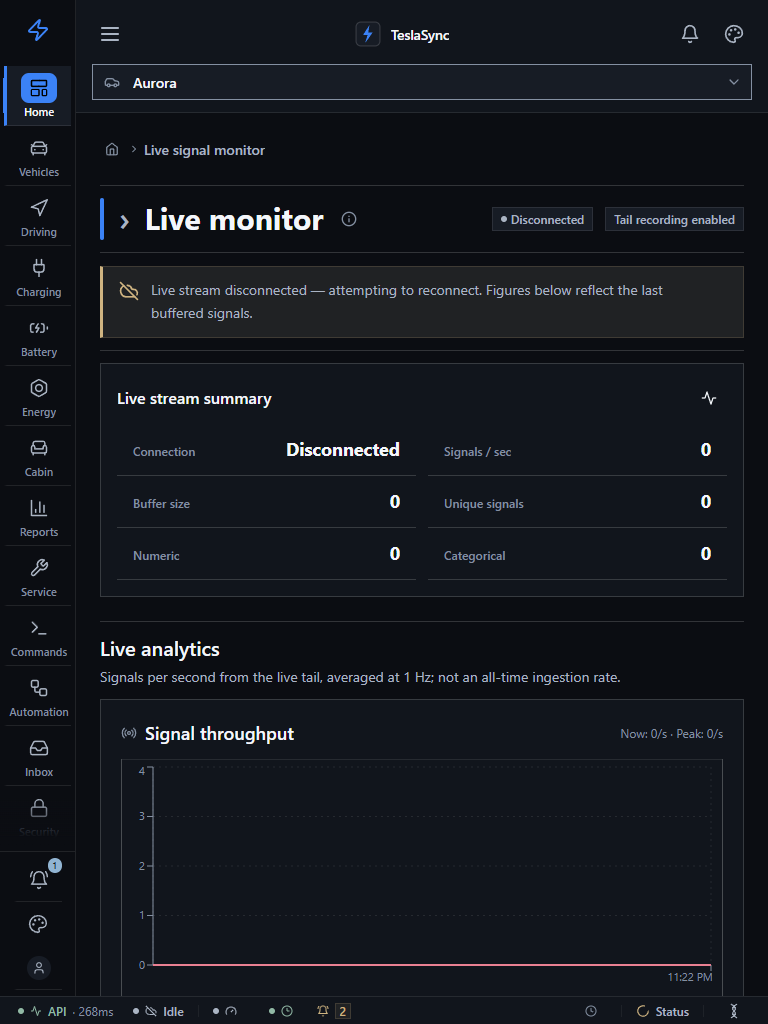 TeslaSync
Aurora
Home
Vehicles
Driving
Charging
Battery
Energy
Cabin
Reports
Service
Commands
Automation
Inbox
Security
1
Live signal monitor
Live monitor
Disconnected
Tail recording enabled
Live stream disconnected — attempting to reconnect. Figures below reflect the last
buffered signals.
Live stream summary
Connection Disconnected
Signals / sec 0
Buffer size 0
Unique signals 0
Numeric 0
Categorical 0
Live analytics
Signals per second from the live tail, averaged at 1 Hz; not an all-time ingestion rate.
Signal throughput
Now: 0/s · Peak: 0/s
4
3
2
1
0
11:22 PM
API · 268ms
Idle
2
Status